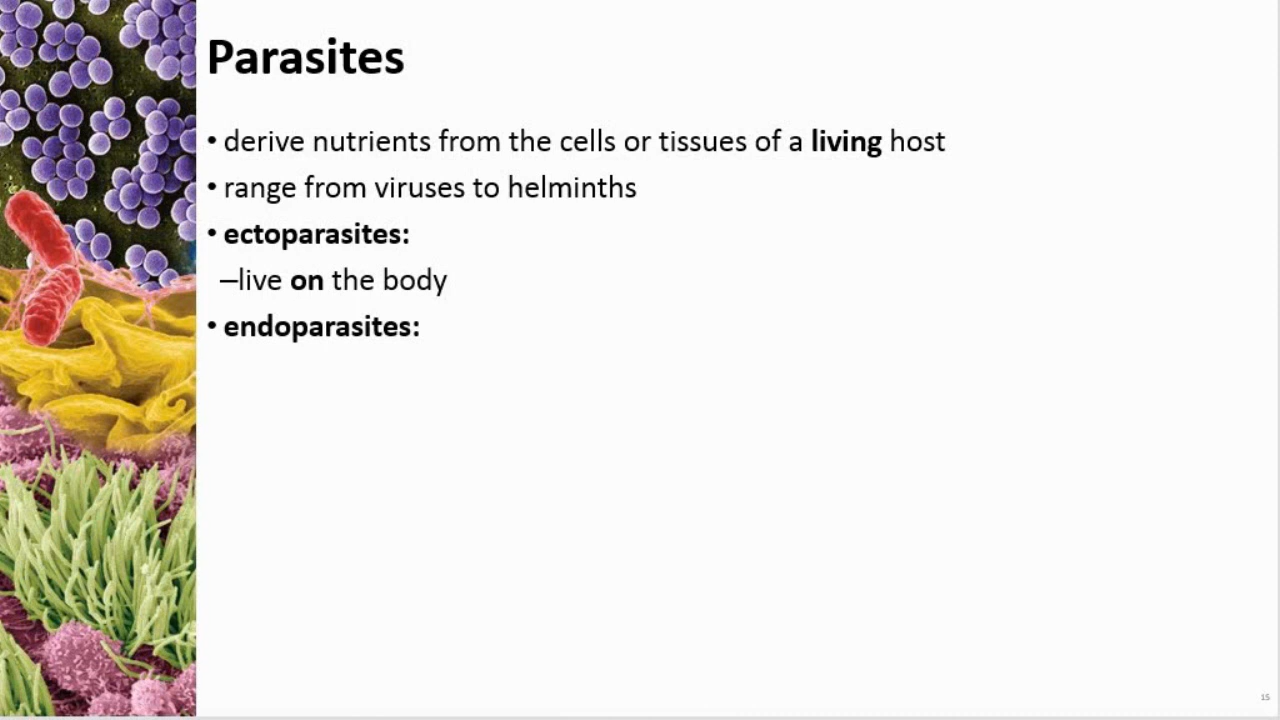 Parasites
• derive nutrients from the cells or tissues of a living host
• range from viruses to helminths
• ectoparasites:
–live on the body
• endoparasites:
15